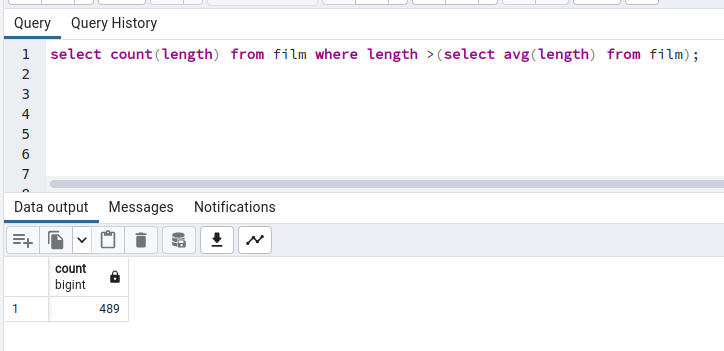 Query Query History
1 select count(length) from film where length >(select avg(length) from film);
2
3
4
5
6
7
Data output Messages Notifications
count
bigint
1 489